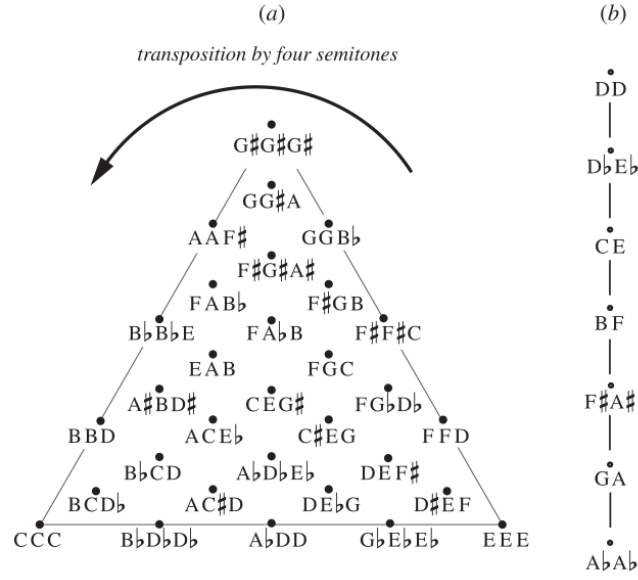 (a)
(b)
transposition by four semitones
G♯G♯G♯
GG♯A
AAF♯
GGB♭
F♯G♯A♯
FAB♭
F♯GB
B♭B♭E
FA♭B
F♯F♯C
EAB
FGC
A♯BD♯
CEG♯
FG♭D♭
BBD
ACE♭
C♯EG
FFD
B♭CD
A♭D♭E♭
DEF♯
BCD♭
AC♯D
DE♭G
D♯EF
CCC
B♭D♭D♭
A♭DD
G♭E♭E♭
EEE
DD
D♭E♭
CE
BF
F♯A♯
GA
A♭A♭